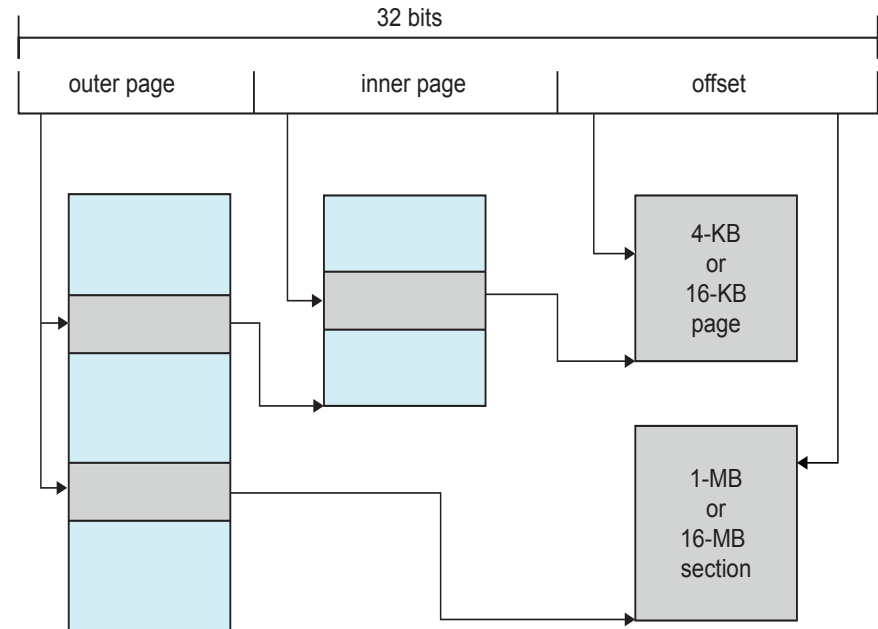 32 bits
outer page
inner page
offset
4-KB
or
16-KB
page
1-MB
or
16-MB
section